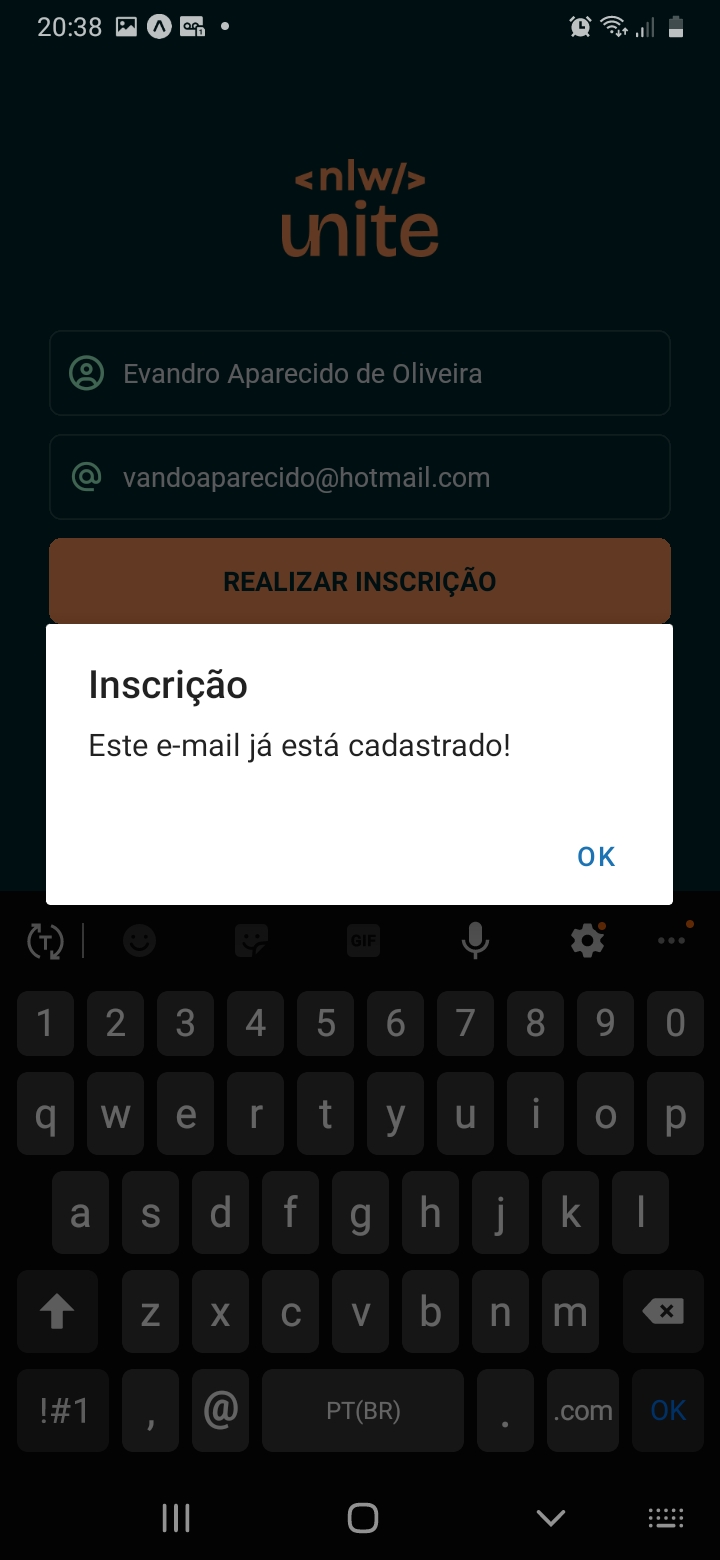 20:38
<nlw/>
unite
Evandro Aparecido de Oliveira
vandoaparecido@hotmail.com
REALIZAR INSCRIÇÃO
Inscrição
Este e-mail já está cadastrado!
OK
T
GIF
1 2 3 4 5 6 7 8 9 0
q w e r t y u i o p
a s d f g h j k l
z x c v b n m
!#1 , @ PT(BR) . .com OK